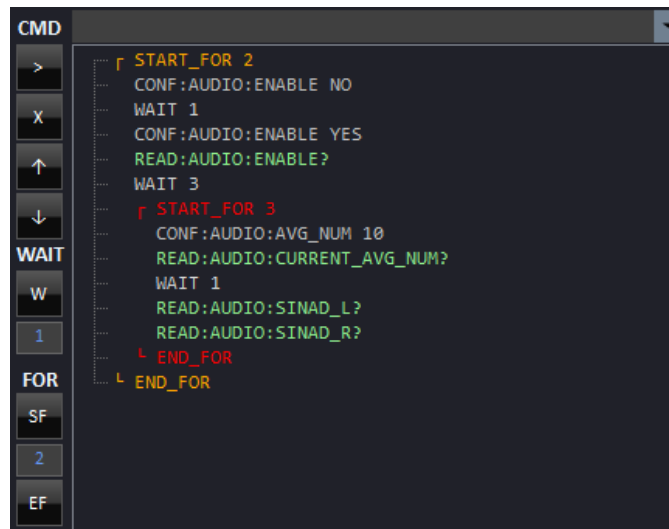 CMD
>
X
↑
↓
WAIT
W
1
FOR
SF
2
EF
START_FOR 2
CONF:AUDIO:ENABLE NO
WAIT 1
CONF:AUDIO:ENABLE YES
READ:AUDIO:ENABLE?
WAIT 3
START_FOR 3
CONF:AUDIO:AVG_NUM 10
READ:AUDIO:CURRENT_AVG_NUM?
WAIT 1
READ:AUDIO:SINAD_L?
READ:AUDIO:SINAD_R?
END_FOR
END_FOR